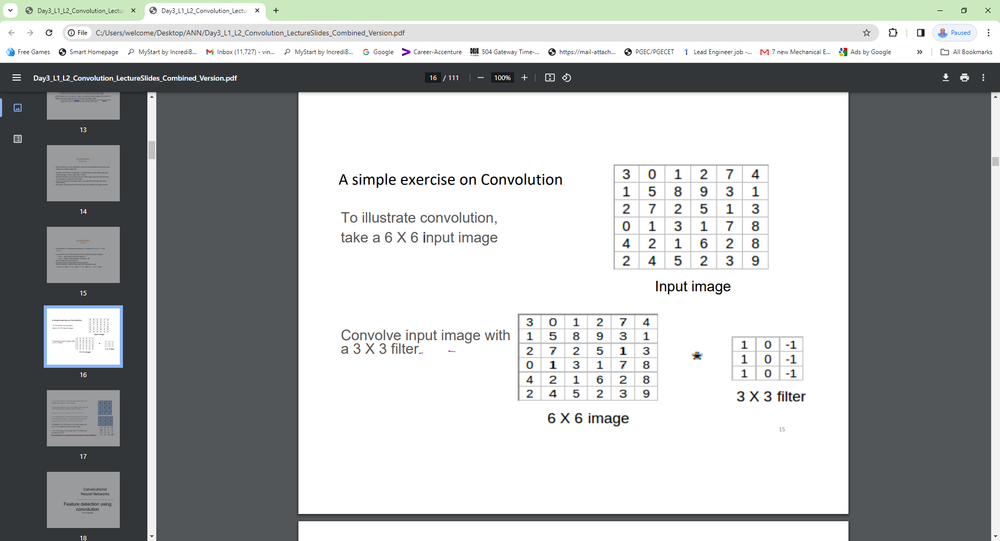 Day3_L1_L2_Convolution_Lectu
Day3_L1_L2_Convolution_Lectu
File
C:/Users/welcome/Desktop/ANN/Day3_L1_L2_Convolution_LectureSlides_Combined_Version.pdf
Paused
Free Games
Smart Homepage
MyStart by IncrediB...
Inbox (11,727) - vin...
MyStart by IncrediB...
Google
Career-Accenture
504 Gateway Time-...
https://mail-attach...
PGEC/PGECET
Lead Engineer job -...
7 new Mechanical E...
Ads by Google
All Bookmarks
Day3_L1_L2_Convolution_LectureSlides_Combined_Version.pdf
16 / 111
100%
13
14
15
16
17
Convolutional
Neural Networks
Feature detection using
convolution
18
A simple exercise on Convolution
To illustrate convolution,
take a 6 X 6 input image
3 0 1 2 7 4
1 5 8 9 3 1
2 7 2 5 1 3
0 1 3 1 7 8
4 2 1 6 2 8
2 4 5 2 3 9
Input image
Convolve input image with
a 3 X 3 filter
3 0 1 2 7 4
1 5 8 9 3 1
2 7 2 5 1 3
0 1 3 1 7 8
4 2 1 6 2 8
2 4 5 2 3 9
6 X 6 image
*
1 0 -1
1 0 -1
1 0 -1
3 X 3 filter
15